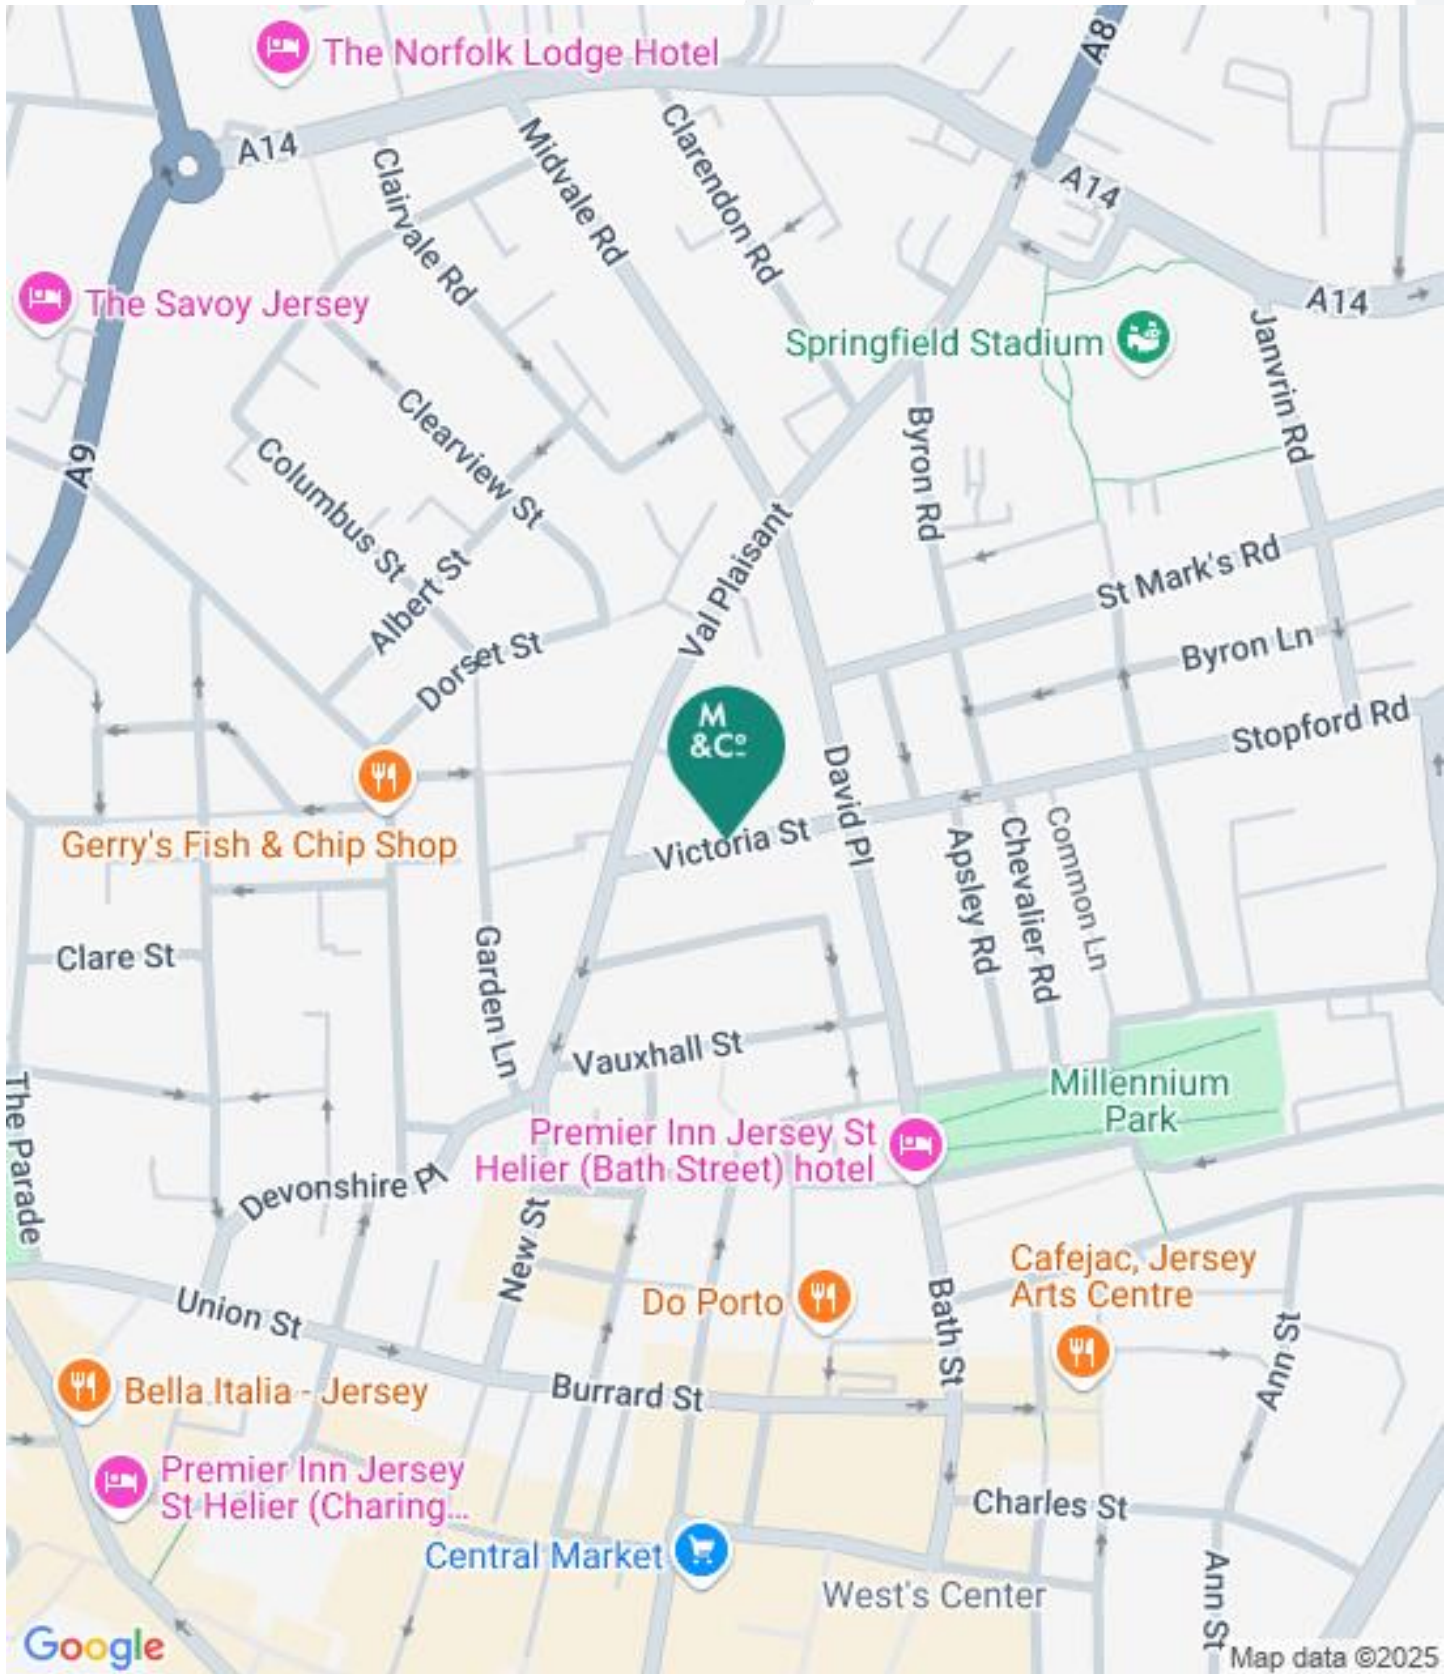 The Norfolk Lodge Hotel
A8
A14
A14
Midvale Rd
Clarendon Rd
Clairvale Rd
The Savoy Jersey
A14
Springfield Stadium
Janvrin Rd
A9
Clearview St
Columbus St
Byron Rd
Val Plaisant
Albert St
St Mark's Rd
Dorset St
Byron Ln
M
&Cº
Stopford Rd
David Pl
Gerry's Fish & Chip Shop
Victoria St
Apsley Rd
Chevalier Rd
Common Ln
Clare St
Garden Ln
Vauxhall St
The Parade
Millennium
Park
Premier Inn Jersey St
Helier (Bath Street) hotel
Devonshire Pl
New St
Cafejac, Jersey
Arts Centre
Do Porto
Bath St
Union St
Ann St
Bella Italia - Jersey
Burrard St
Premier Inn Jersey
St Helier (Charing...
Charles St
Central Market
West's Center
Ann St
Google
Map data ©2025